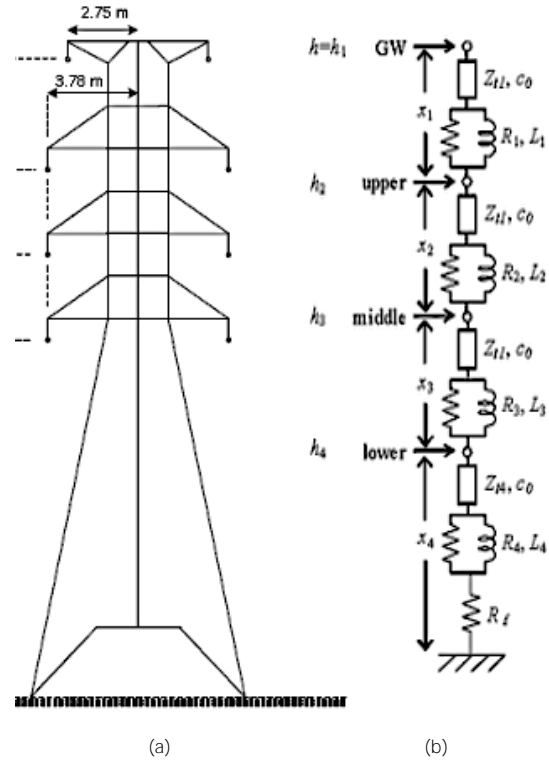 2.75 m
3.78 m
(a)
h=h₁ GW
Zₜ₁, c₀
x₁
R₁, L₁
h₂ upper
Zₜ₁, c₀
x₂
R₂, L₂
h₃ middle
Zₜ₁, c₀
x₃
R₃, L₃
h₄ lower
Zₜ₄, c₀
x₄
R₄, L₄
R_f
(b)